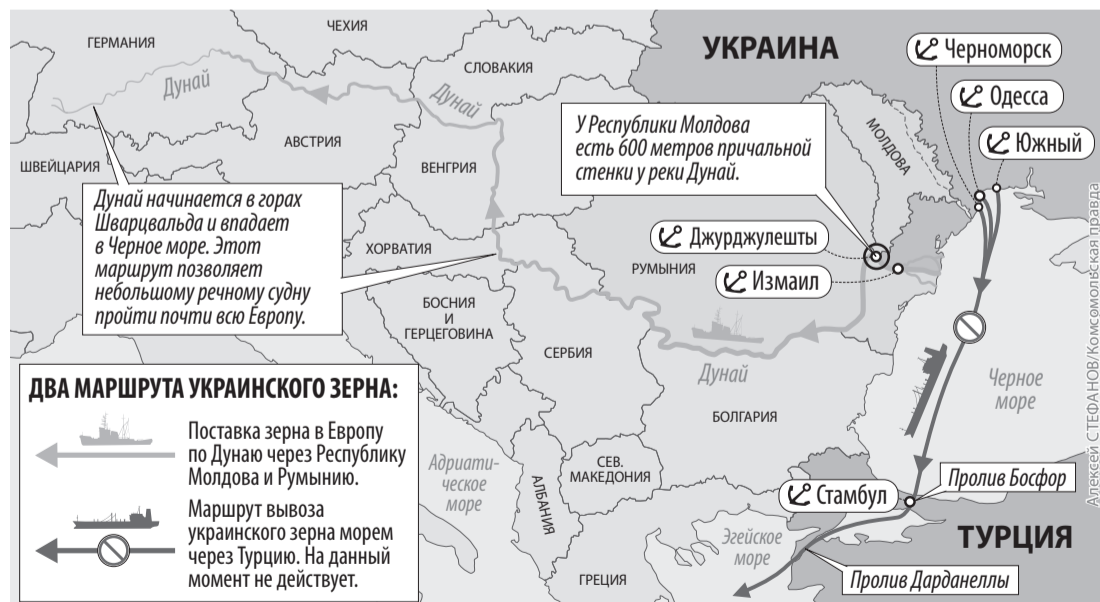 ГЕРМАНИЯ
ЧЕХИЯ
СЛОВАКИЯ
УКРАИНА
Черноморск
Одесса
Южный
Дунай
Дунай
АВСТРИЯ
ШВЕЙЦАРИЯ
ВЕНГРИЯ
МОЛДОВА
У Республики Молдова
есть 600 метров причальной
стенки у реки Дунай.
Дунай начинается в горах
Шварцвальда и впадает
в Черное море. Этот
маршрут позволяет
небольшому речному судну
пройти почти всю Европу.
ХОРВАТИЯ
РУМЫНИЯ
Джурджулешты
Измаил
БОСНИЯ
И
ГЕРЦЕГОВИНА
СЕРБИЯ
Дунай
БОЛГАРИЯ
Черное
море
ДВА МАРШРУТА УКРАИНСКОГО ЗЕРНА:
Поставка зерна в Европу
по Дунаю через Республику
Молдова и Румынию.
Маршрут вывоза
украинского зерна морем
через Турцию. На данный
момент не действует.
Адриати-
ческое
море
АЛБАНИЯ
СЕВ.
МАКЕДОНИЯ
ГРЕЦИЯ
Эгейское
море
Стамбул
Пролив Босфор
ТУРЦИЯ
Пролив Дарданеллы
Алексей СТЕФАНОВ/Комсомольская правда